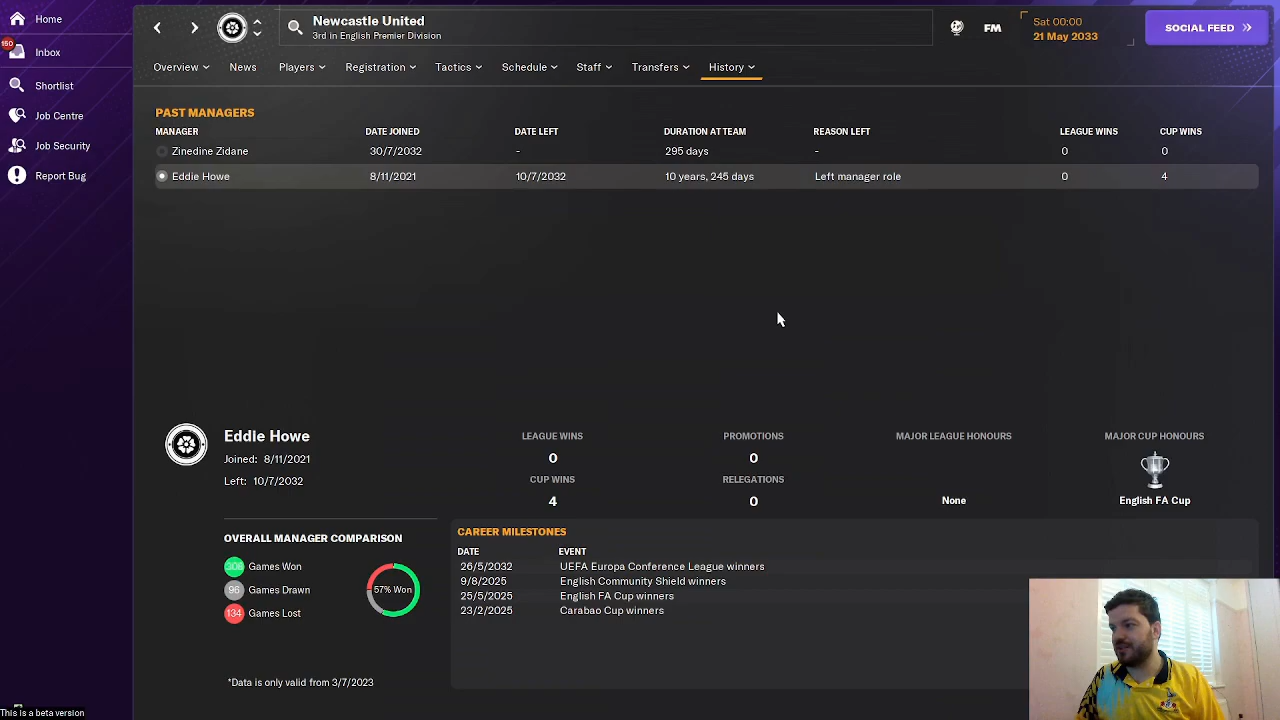 Home
150
Inbox
Shortlist
Job Centre
Job Security
Report Bug
Newcastle United
3rd in English Premier Division
FM
Sat 00:00
21 May 2033
SOCIAL FEED
Overview
News
Players
Registration
Tactics
Schedule
Staff
Transfers
History
PAST MANAGERS
MANAGER DATE JOINED DATE LEFT DURATION AT TEAM REASON LEFT LEAGUE WINS CUP WINS
Zinedine Zidane 30/7/2032 - 295 days - 0 0
Eddie Howe 8/11/2021 10/7/2032 10 years, 245 days Left manager role 0 4
Eddie Howe
Joined: 8/11/2021
Left: 10/7/2032
LEAGUE WINS
0
CUP WINS
4
PROMOTIONS
0
RELEGATIONS
0
MAJOR LEAGUE HONOURS
None
MAJOR CUP HONOURS
English FA Cup
OVERALL MANAGER COMPARISON
Games Won
96 Games Drawn
134 Games Lost
57% Won
*Data is only valid from 3/7/2023
CAREER MILESTONES
DATE EVENT
26/5/2032 UEFA Europa Conference League winners
9/8/2025 English Community Shield winners
25/5/2025 English FA Cup winners
23/2/2025 Carabao Cup winners
This is a beta version